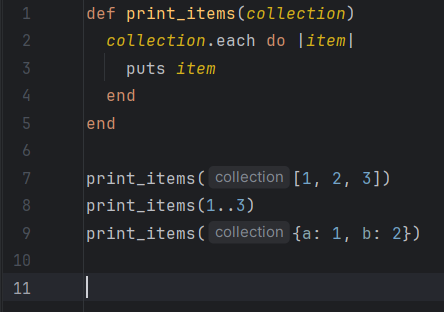 1 def print_items(collection)
2 collection.each do |item|
3 puts item
4 end
5 end
6
7 print_items( collection [1, 2, 3])
8 print_items(1..3)
9 print_items( collection {a: 1, b: 2})
10
11